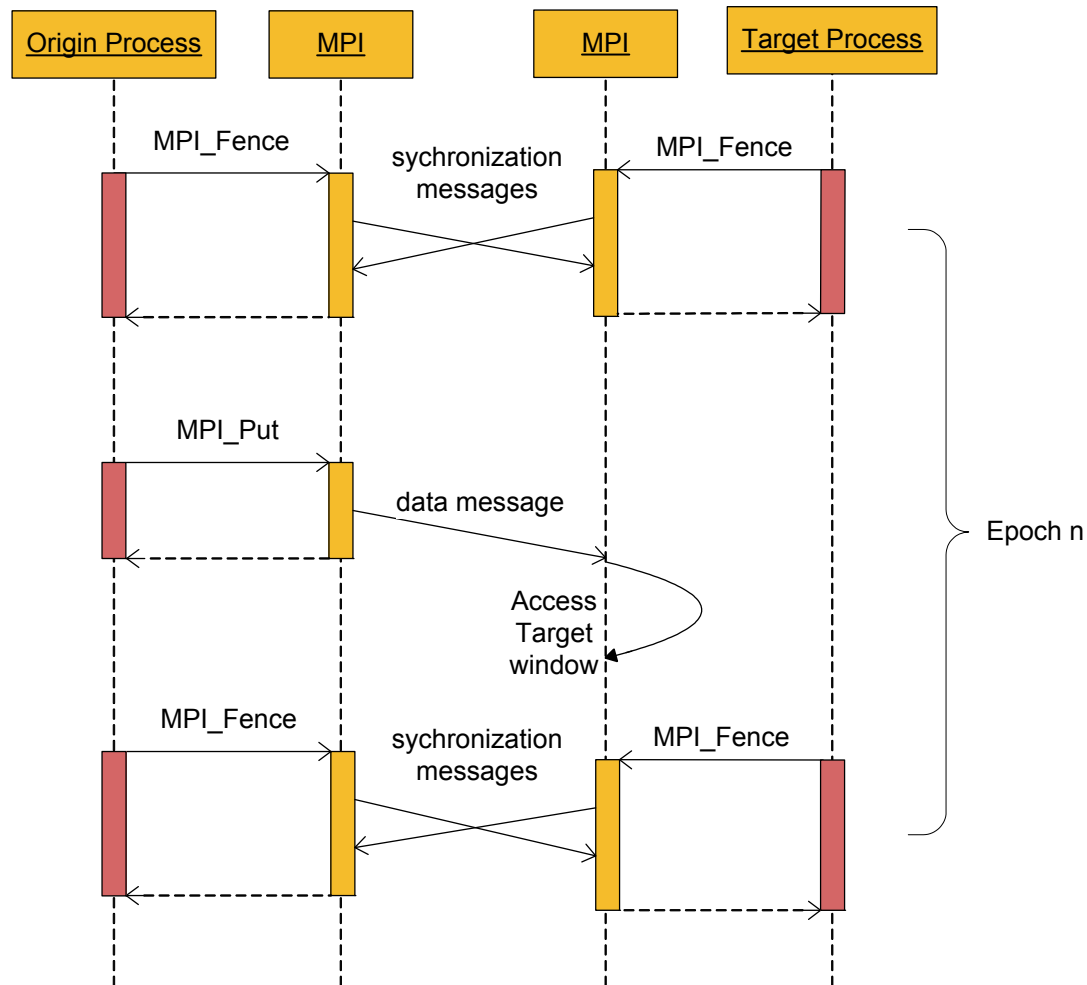 Origin Process
MPI
MPI
Target Process
MPI_Fence
sychronization
messages
MPI_Fence
MPI_Put
data message
Epoch n
Access
Target
window
MPI_Fence
sychronization
messages
MPI_Fence